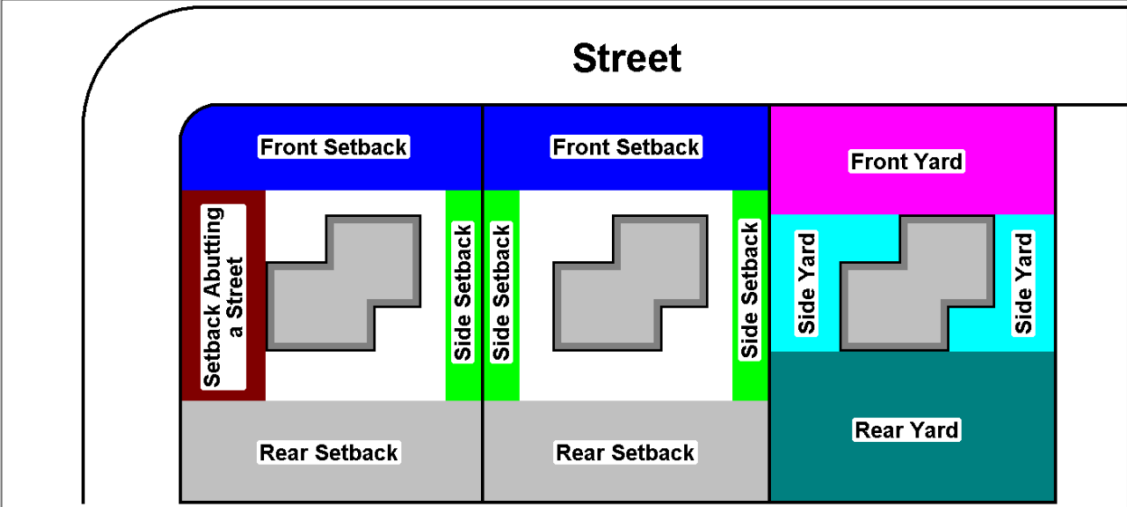 Street
Front Setback
Front Setback
Front Yard
Setback Abutting
a Street
Side Setback
Side Setback
Side Setback
Side Yard
Side Yard
Rear Setback
Rear Setback
Rear Yard